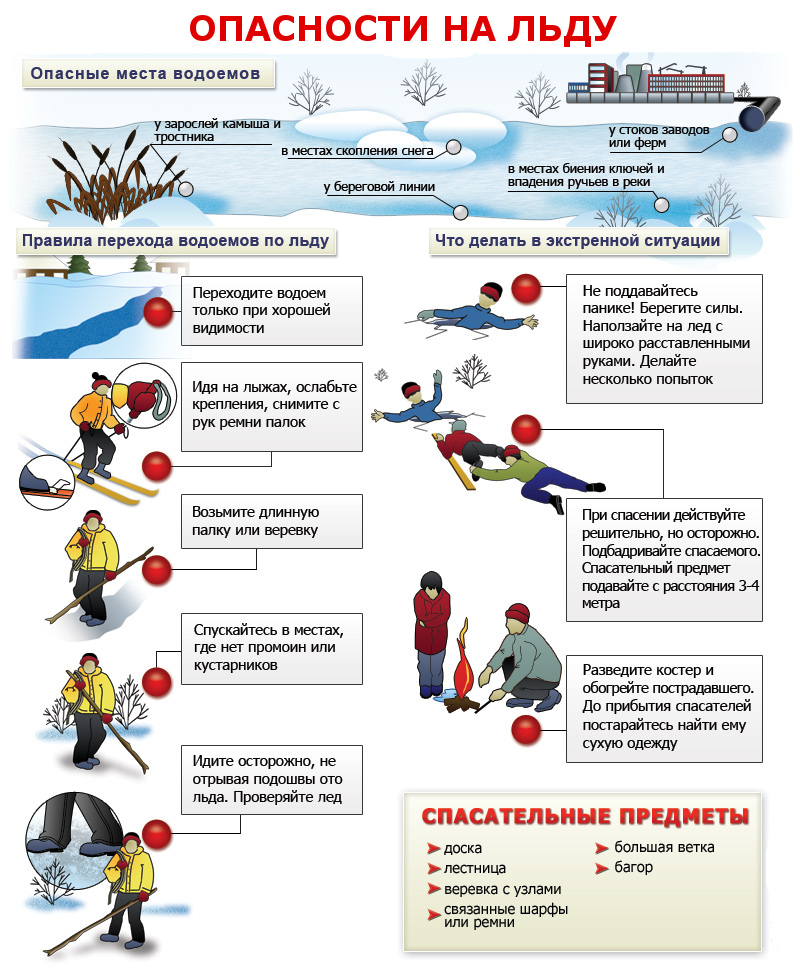 ОПАСНОСТИ НА ЛЬДУ
Опасные места водоемов
у зарослей камыша и
тростника
в местах скопления снега
у береговой линии
у стоков заводов
или ферм
в местах биения ключей и
впадения ручьев в реки
Правила перехода водоемов по льду
Переходите водоем
только при хорошей
видимости
Идя на лыжах, ослабьте
крепления, снимите с
рук ремни палок
Возьмите длинную
палку или веревку
Спускайтесь в местах,
где нет промоин или
кустарников
Идите осторожно, не
отрывая подошвы ото
льда. Проверяйте лед
Что делать в экстренной ситуации
Не поддавайтесь
панике! Берегите силы.
Наползайте на лед с
широко расставленными
руками. Делайте
несколько попыток
При спасении действуйте
решительно, но осторожно.
Подбадривайте спасаемого.
Спасательный предмет
подавайте с расстояния 3-4
метра
Разведите костер и
обогрейте пострадавшего.
До прибытия спасателей
постарайтесь найти ему
сухую одежду
СПАСАТЕЛЬНЫЕ ПРЕДМЕТЫ
доска
лестница
веревка с узлами
связанные шарфы
или ремни
большая ветка
багор